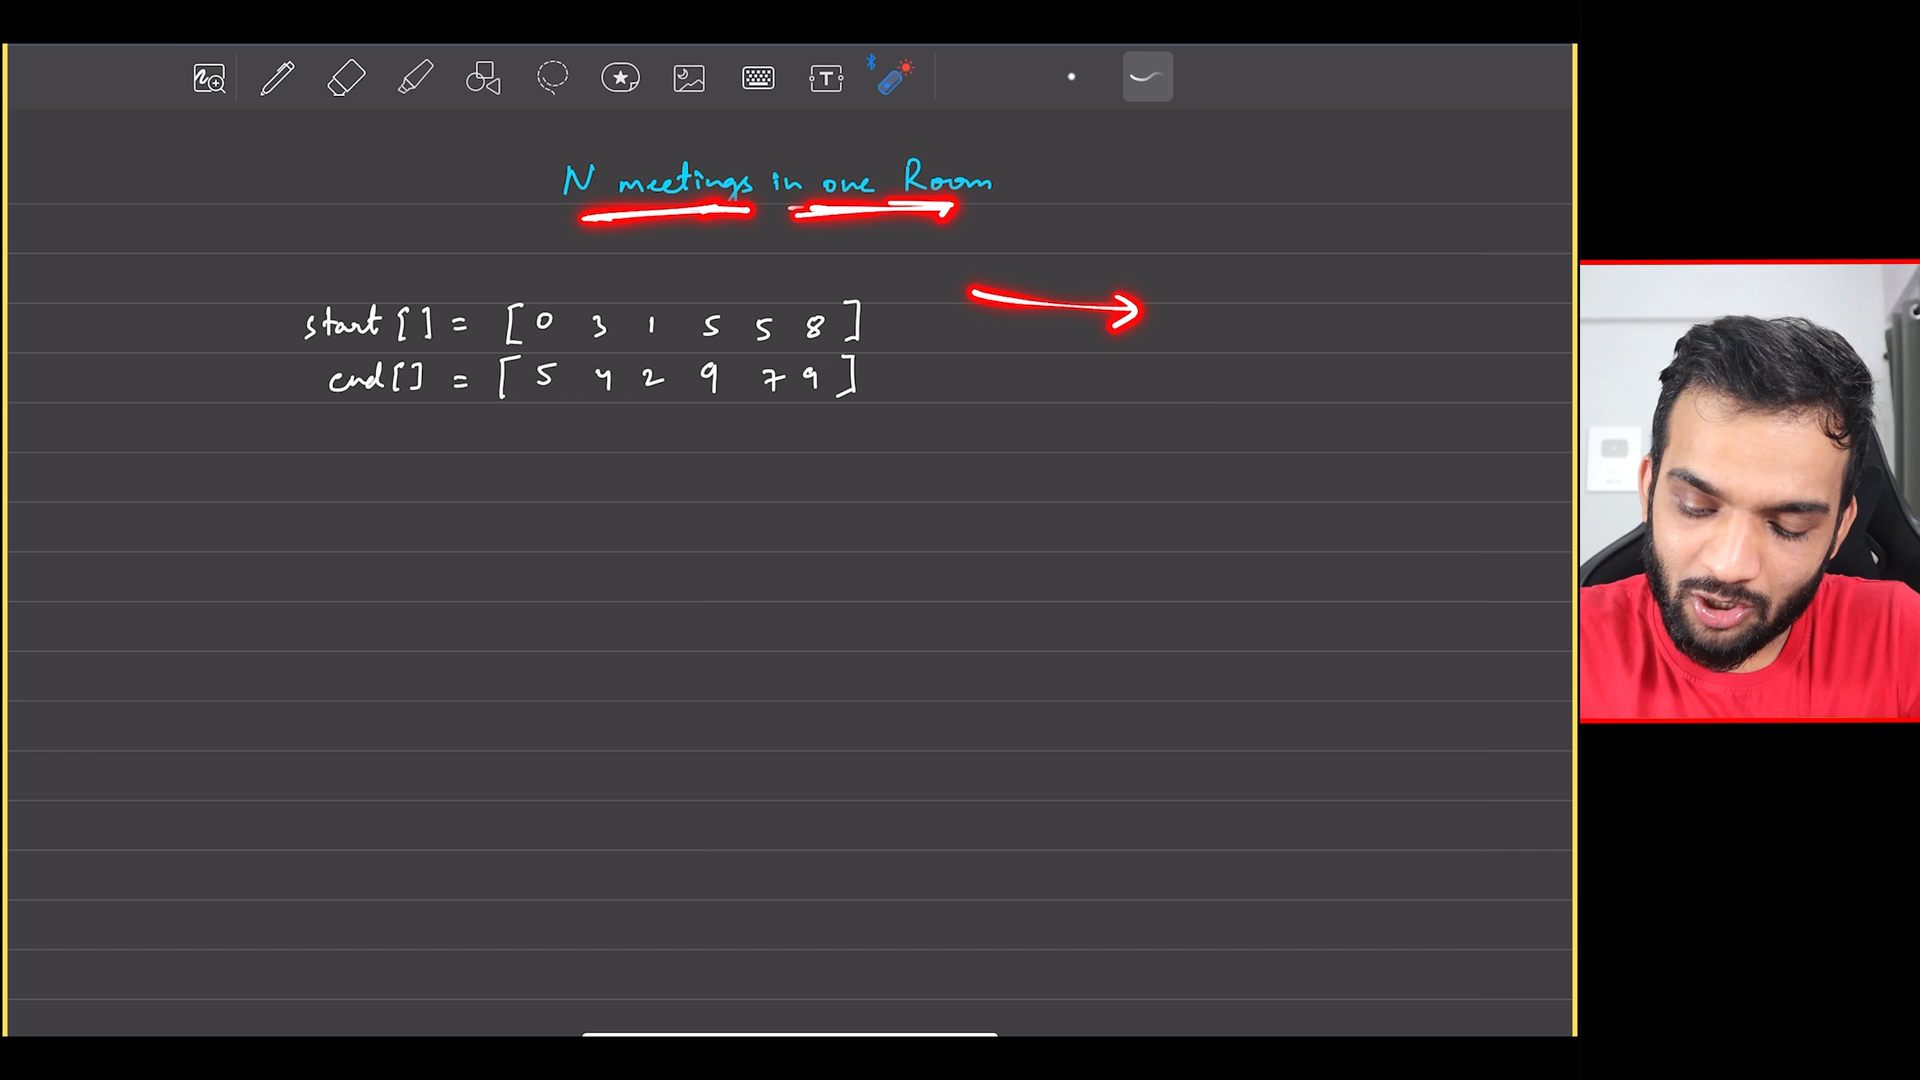 N meetings in one Room
start[] = [0 3 1 5 5 8]
end[] = [5 4 2 9 7 9]